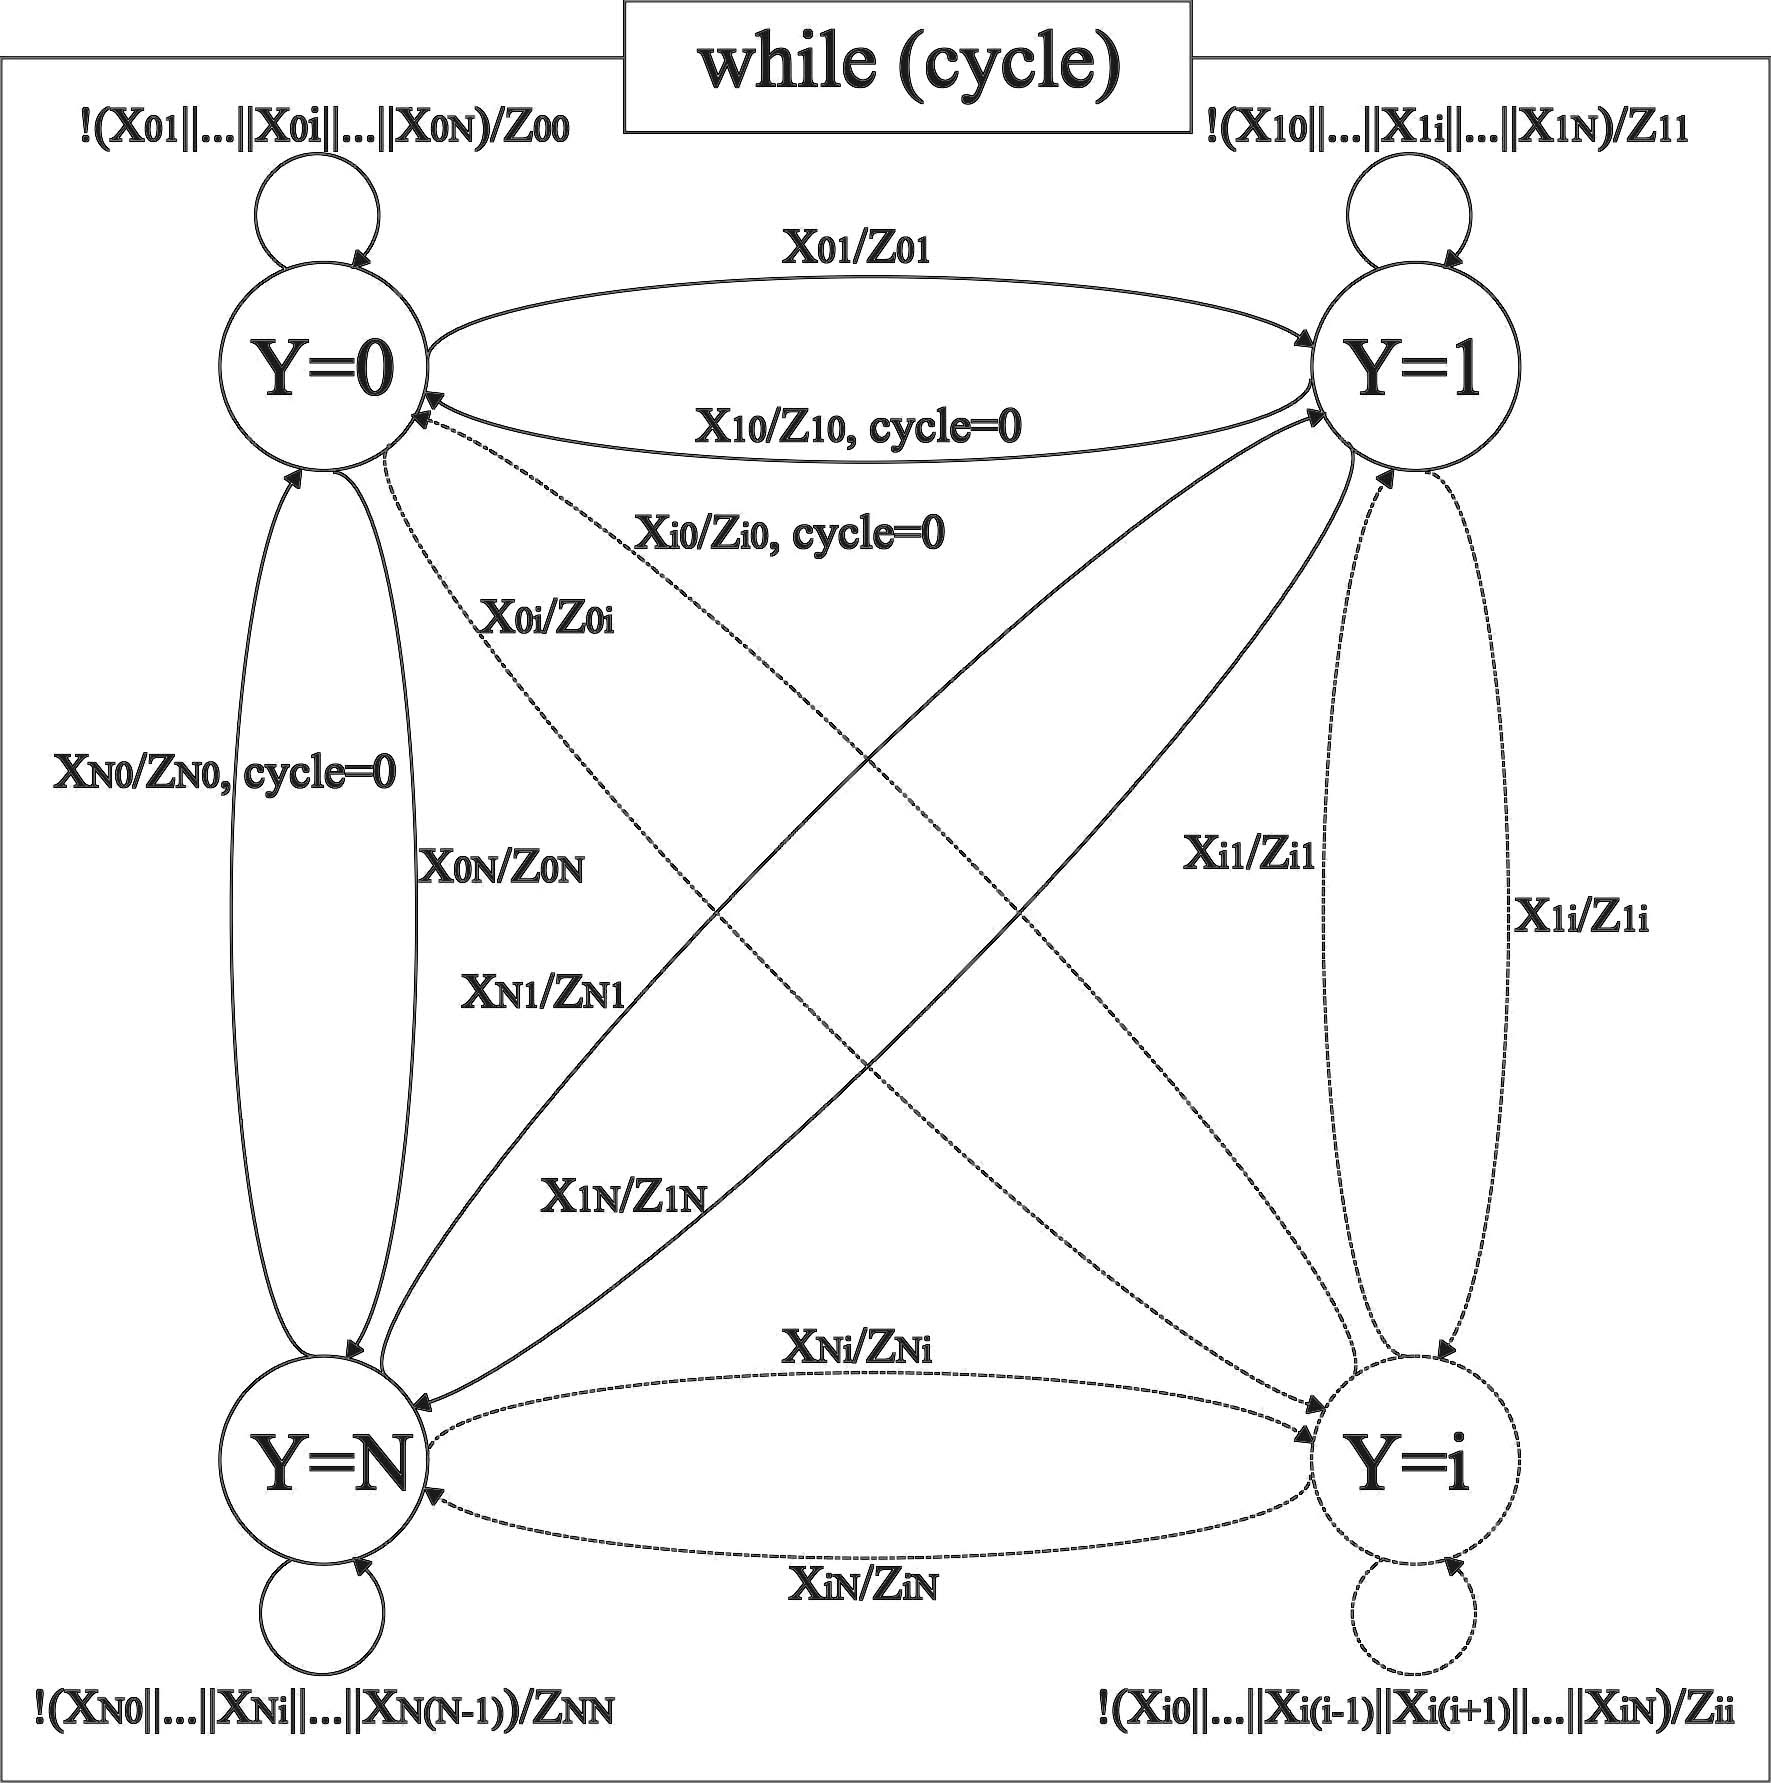 while (cycle)
!(X01||...||X0i||...||X0N)/Z00
!(X10||...||X1i||...||X1N)/Z11
X01/Z01
Y=0
Y=1
X10/Z10, cycle=0
Xi0/Zi0, cycle=0
X0i/Z0i
XN0/ZN0, cycle=0
X0N/Z0N
Xi1/Zi1
X1i/Z1i
XN1/ZN1
X1N/Z1N
XNi/ZNi
Y=N
Y=i
XiN/ZiN
!(XN0||...||XNi||...||XN(N-1))/ZNN
!(Xi0||...||Xi(i-1)||Xi(i+1)||...||XiN)/Zii